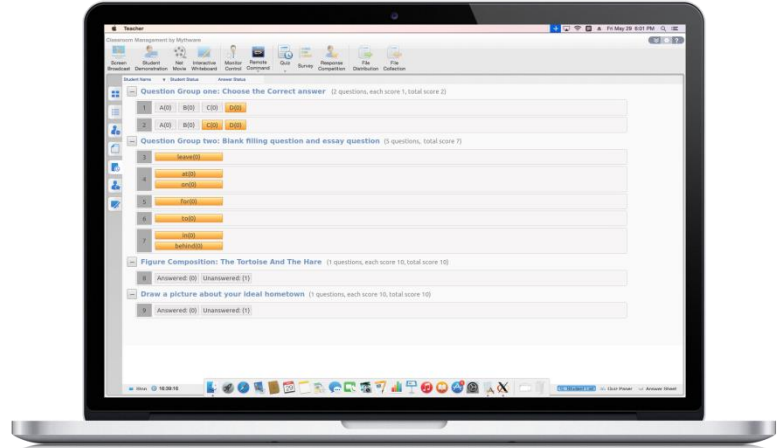 Teacher
Fri May 29 6:01 PM
Classroom Management by Mythware
Screen Broadcast
Student Demonstration
Net Movie
Interactive Whiteboard
Monitor Control
Remote Command
Quiz
Survey
Response Competition
File Distribution
File Collection
Student Name Student Status Answer Status
Question Group one: Choose the Correct answer (2 questions, each score 1, total score 2)
1 A(0) B(0) C(0) D(0)
2 A(0) B(0) C(0) D(0)
Question Group two: Blank filling question and essay question (5 questions, total score 7)
3 leave(0)
4 at(0)
on(0)
5 for(0)
6 to(0)
7 in(0)
behind(0)
Figure Composition: The Tortoise And The Hare (1 questions, each score 10, total score 10)
8 Answered: (0) Unanswered: (1)
Draw a picture about your ideal hometown (1 questions, each score 10, total score 10)
9 Answered: (0) Unanswered: (1)
Student List Quiz Paper Answer Sheet